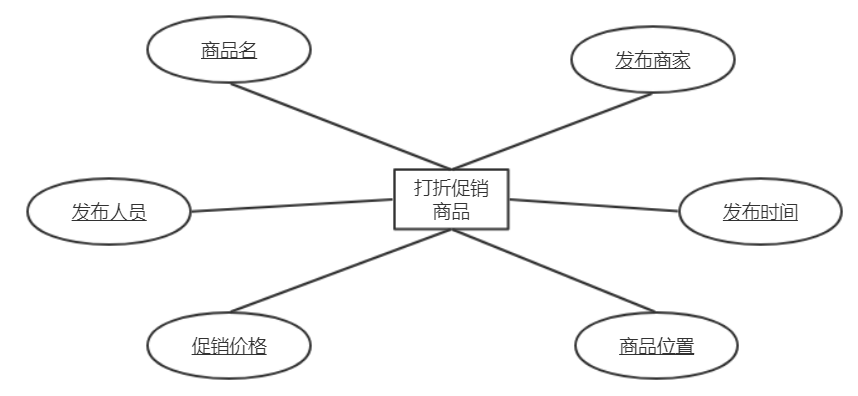 商品名
发布商家
打折促销
商品
发布人员
发布时间
促销价格
商品位置